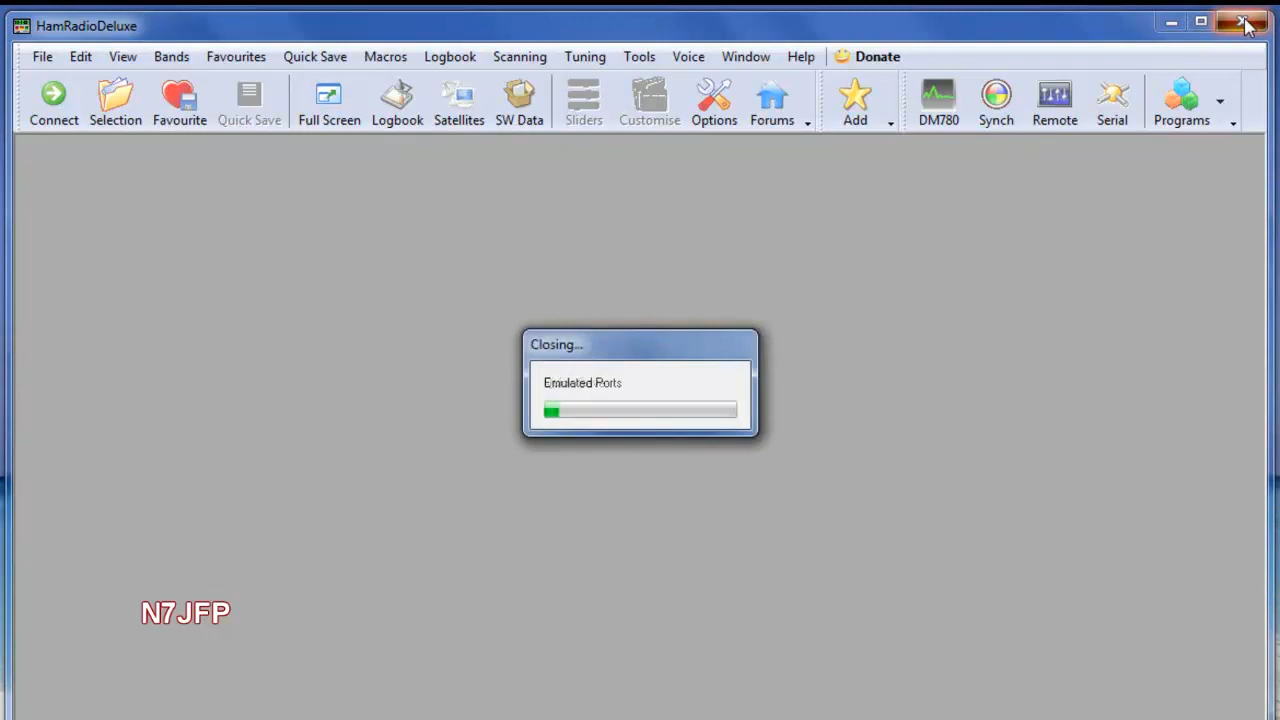 HamRadioDeluxe
File Edit View Bands Favourites Quick Save Macros Logbook Scanning Tuning Tools Voice Window Help Donate
Connect Selection Favourite Quick Save Full Screen Logbook Satellites SW Data Sliders Customise Options Forums Add DM780 Synch Remote Serial Programs
Closing...
Emulated Ports
N7JFP